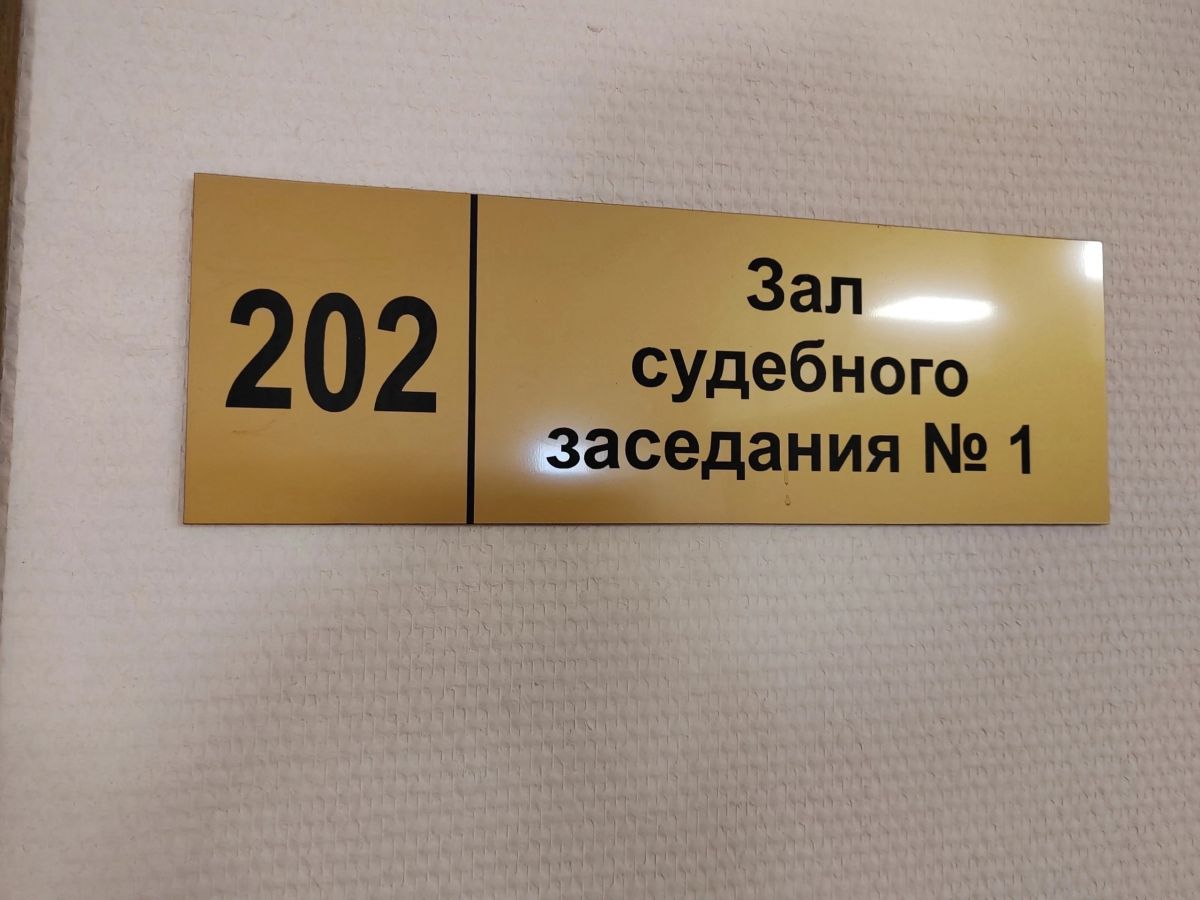 202
Зал
судебного
заседания № 1